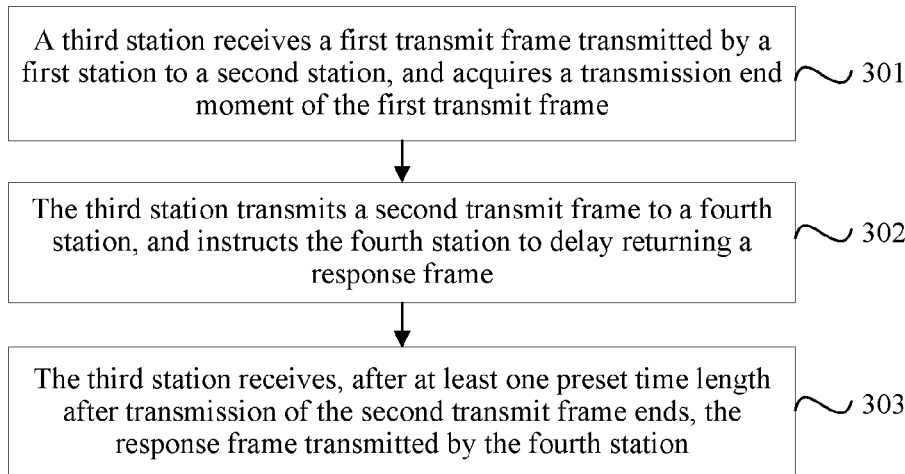 A third station receives a first transmit frame transmitted by a
first station to a second station, and acquires a transmission end
moment of the first transmit frame
301
The third station transmits a second transmit frame to a fourth
station, and instructs the fourth station to delay returning a
response frame
302
The third station receives, after at least one preset time length
after transmission of the second transmit frame ends, the
response frame transmitted by the fourth station
303